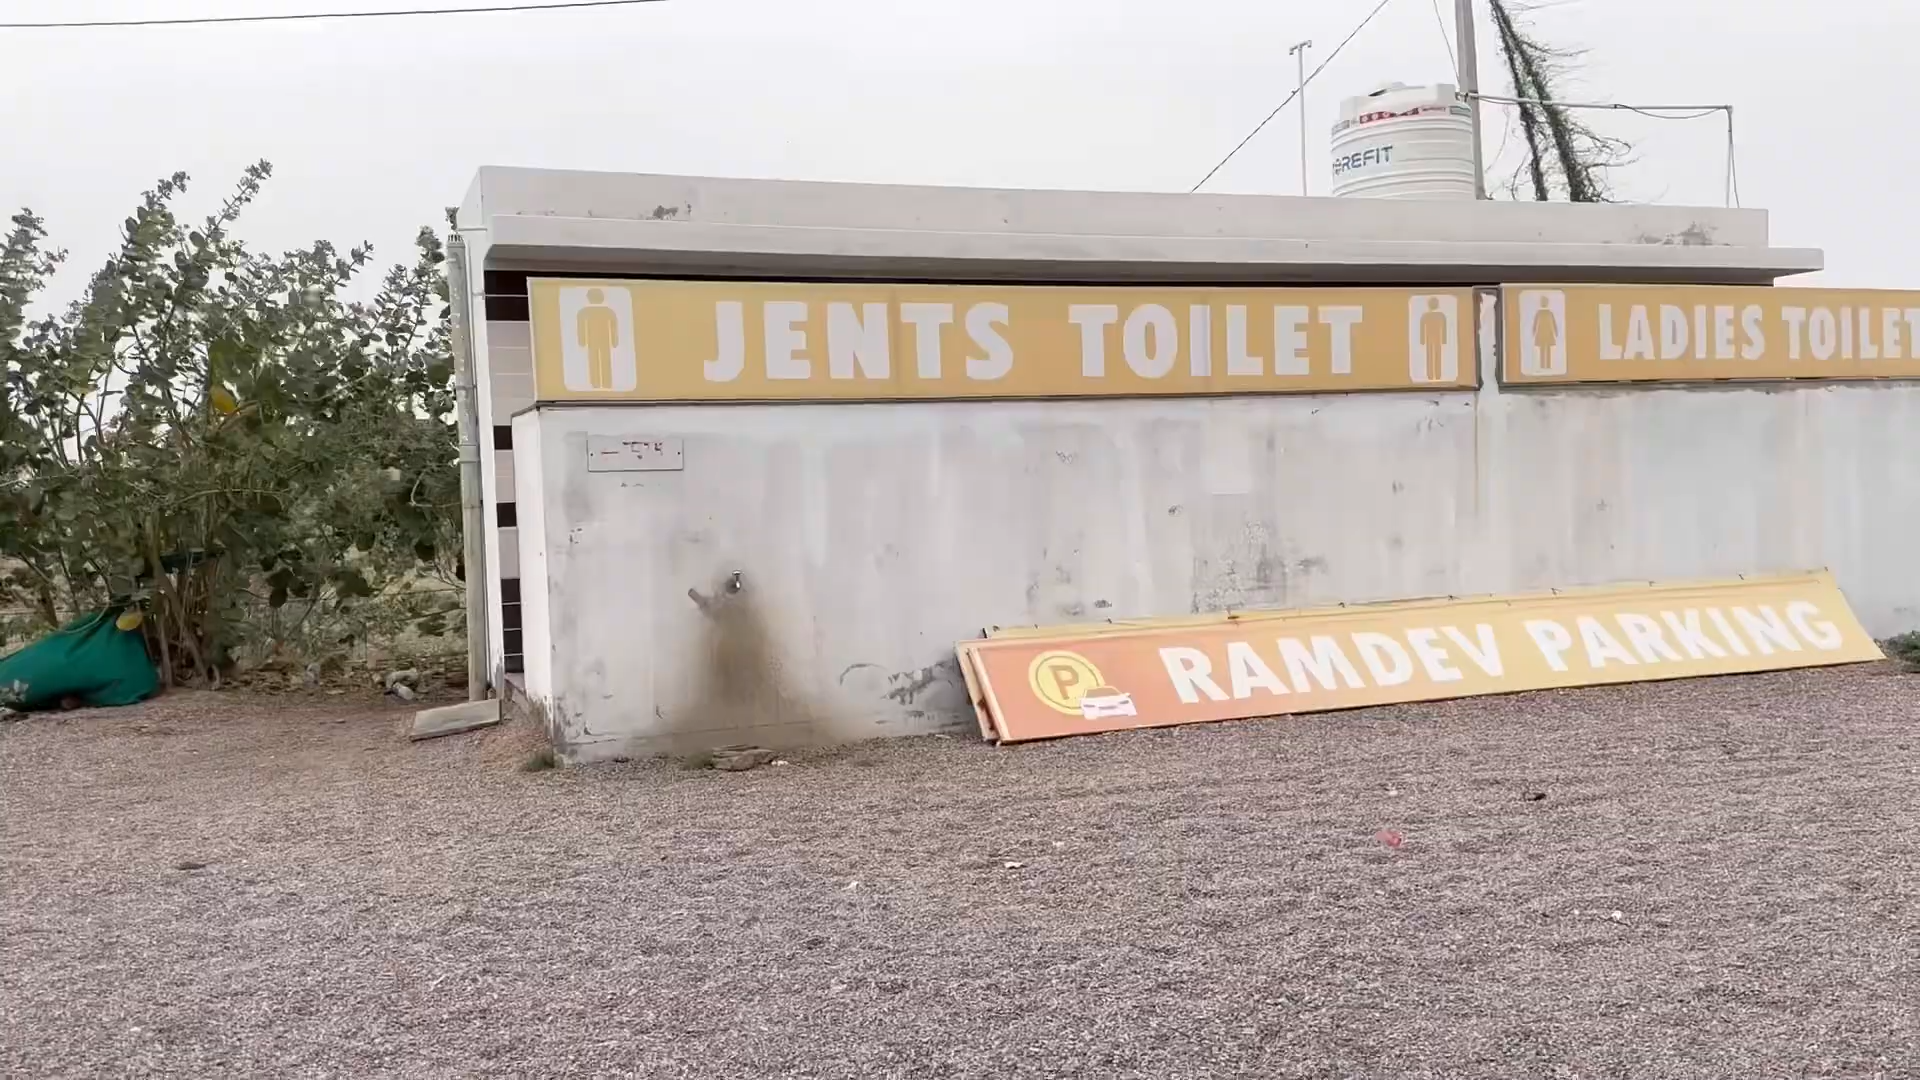 REFIT
JENTS TOILET
LADIES TOILET
P
RAMDEV PARKING